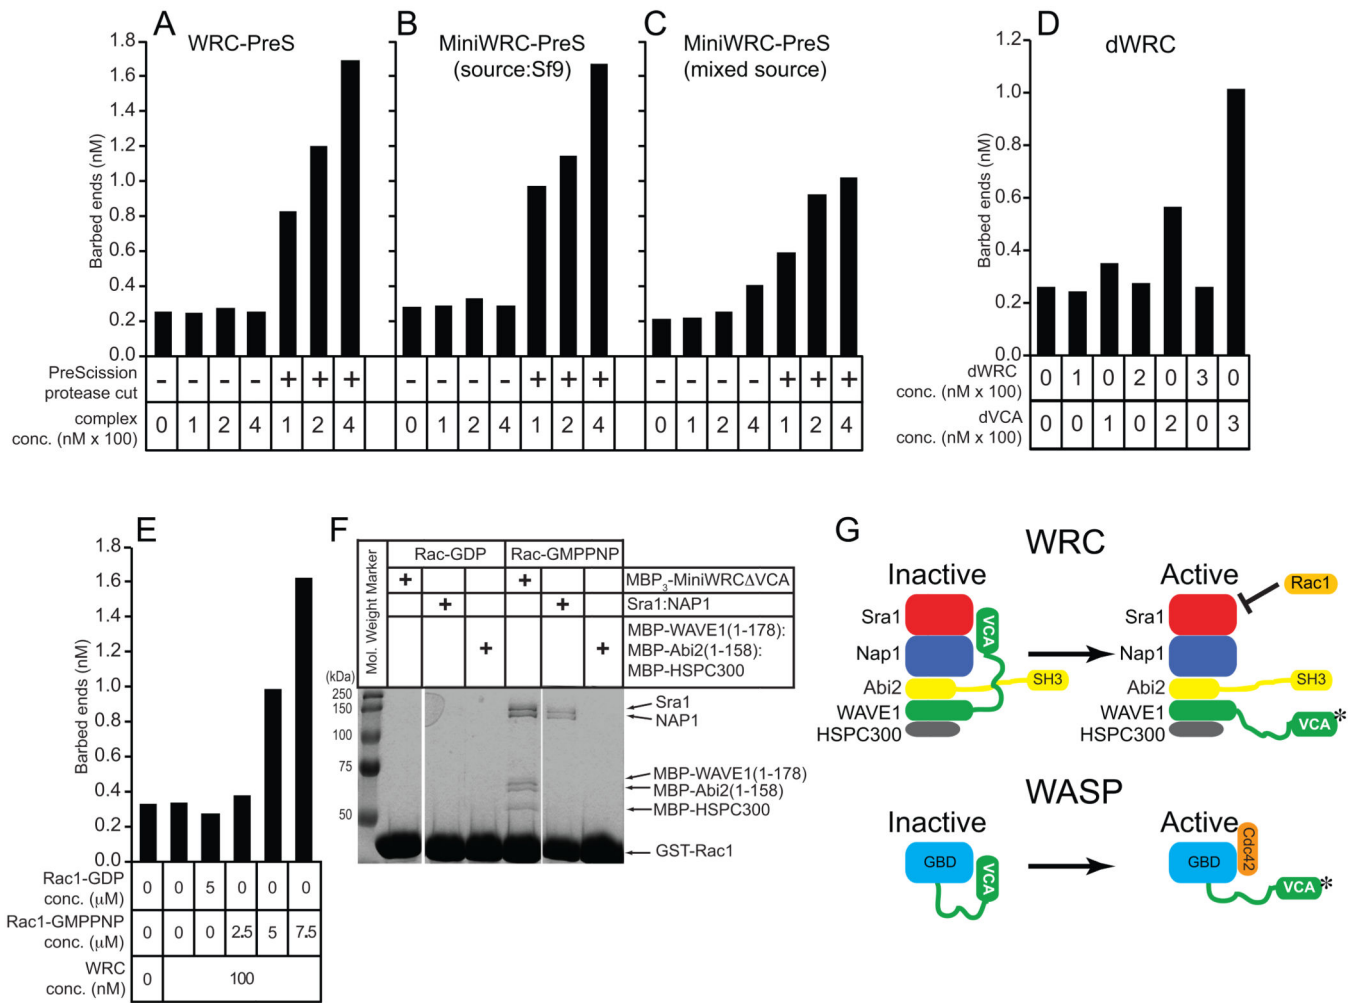 A
WRC-PreS
Barbed ends (nM)
1.8
1.6
1.4
1.2
1.0
0.8
0.6
0.4
0.2
0.0
B
MiniWRC-PreS
(source:Sf9)
C
MiniWRC-PreS
(mixed source)
PreScission
protease cut
- - - - + + +
- - - - + + +
- - - - + + +
complex
conc. (nM x 100)
0 1 2 4 1 2 4
0 1 2 4 1 2 4
0 1 2 4 1 2 4
D
dWRC
Barbed ends (nM)
1.2
1.0
0.8
0.6
0.4
0.2
0.0
dWRC
conc. (nM x 100)
0 1 0 2 0 3 0
dVCA
conc. (nM x 100)
0 0 1 0 2 0 3
E
Barbed ends (nM)
1.8
1.6
1.4
1.2
1.0
0.8
0.6
0.4
0.2
0.0
Rac1-GDP
conc. (μM)
0 0 5 0 0 0
Rac1-GMPPNP
conc. (μM)
0 0 0 2.5 5 7.5
WRC
conc. (nM)
0 100
F
Mol. Weight Marker
Rac-GDP Rac-GMPPNP
+ + MBP3-MiniWRCΔVCA
+ + Sra1:NAP1
+ + MBP-WAVE1(1-178):
MBP-Abi2(1-158):
MBP-HSPC300
(kDa)
250
150
100
75
50
Sra1
NAP1
MBP-WAVE1(1-178)
MBP-Abi2(1-158)
MBP-HSPC300
GST-Rac1
G
WRC
Inactive
Sra1
Nap1
Abi2
WAVE1
HSPC300
VCA
SH3
Active
Rac1
Sra1
Nap1
Abi2
WAVE1
HSPC300
SH3
VCA*
WASP
Inactive
GBD
VCA
Active
GBD
Cdc42
VCA*